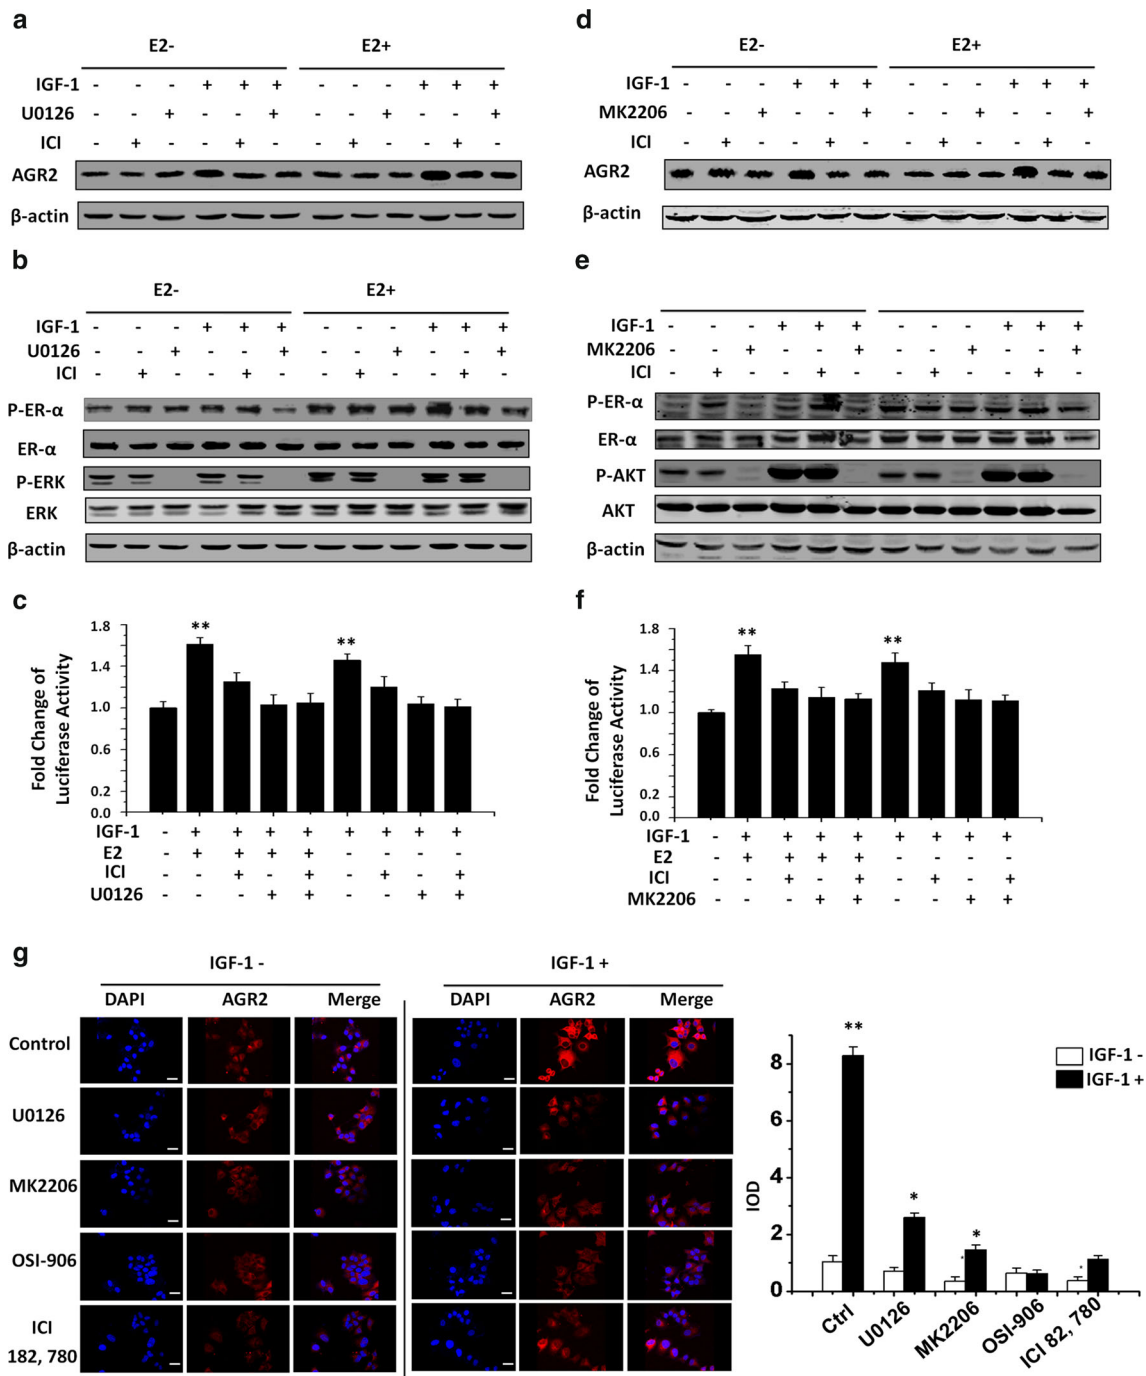 a
E2-
E2+
IGF-1 - - - + + + - - - + + +
U0126 - - + - - + - - + - - +
ICI - + - - + - - + - - + -
AGR2
β-actin
b
E2-
E2+
IGF-1 - - - + + + - - - + + +
U0126 - - + - - + - - + - - +
ICI - + - - + - - + - - + -
P-ER-α
ER-α
P-ERK
ERK
β-actin
c
Fold Change of
Luciferase Activity
1.8
1.4
1.0
0.6
0.0
**
**
IGF-1 - + + + + + + + +
E2 - + + + + - - - -
ICI - - + - + - + - +
U0126 - - - + + - - + +
d
E2-
E2+
IGF-1 - - - + + + - - - + + +
MK2206 - - + - - + - - + - - +
ICI - + - - + - - + - - + -
AGR2
β-actin
e
IGF-1 - - - + + + - - - + + +
MK2206 - - + - - + - - + - - +
ICI - + - - + - - + - - + -
P-ER-α
ER-α
P-AKT
AKT
β-actin
f
Fold Change of
Luciferase Activity
1.8
1.4
1.0
0.6
0.0
**
**
IGF-1 - + + + + + + + +
E2 - + + + + - - - -
ICI - - + - + - + - +
MK2206 - - - + + - - + +
g
IGF-1 -
IGF-1 +
DAPI AGR2 Merge
DAPI AGR2 Merge
Control
U0126
MK2206
OSI-906
ICI
182, 780
IOD
8
6
4
2
0
**
*
*
*
*
IGF-1 -
IGF-1 +
Ctrl
U0126
MK2206
OSI-906
ICI 82, 780